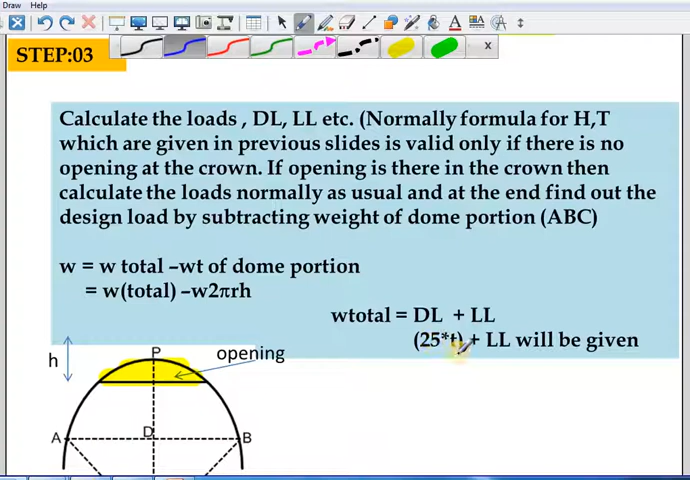 Draw Help
STEP:03
x
Calculate the loads , DL, LL etc. (Normally formula for H,T
which are given in previous slides is valid only if there is no
opening at the crown. If opening is there in the crown then
calculate the loads normally as usual and at the end find out the
design load by subtracting weight of dome portion (ABC)
w = w total –wt of dome portion
= w(total) –w2πrh
wtotal = DL + LL
(25*t) + LL will be given
P
opening
h
A
D
B